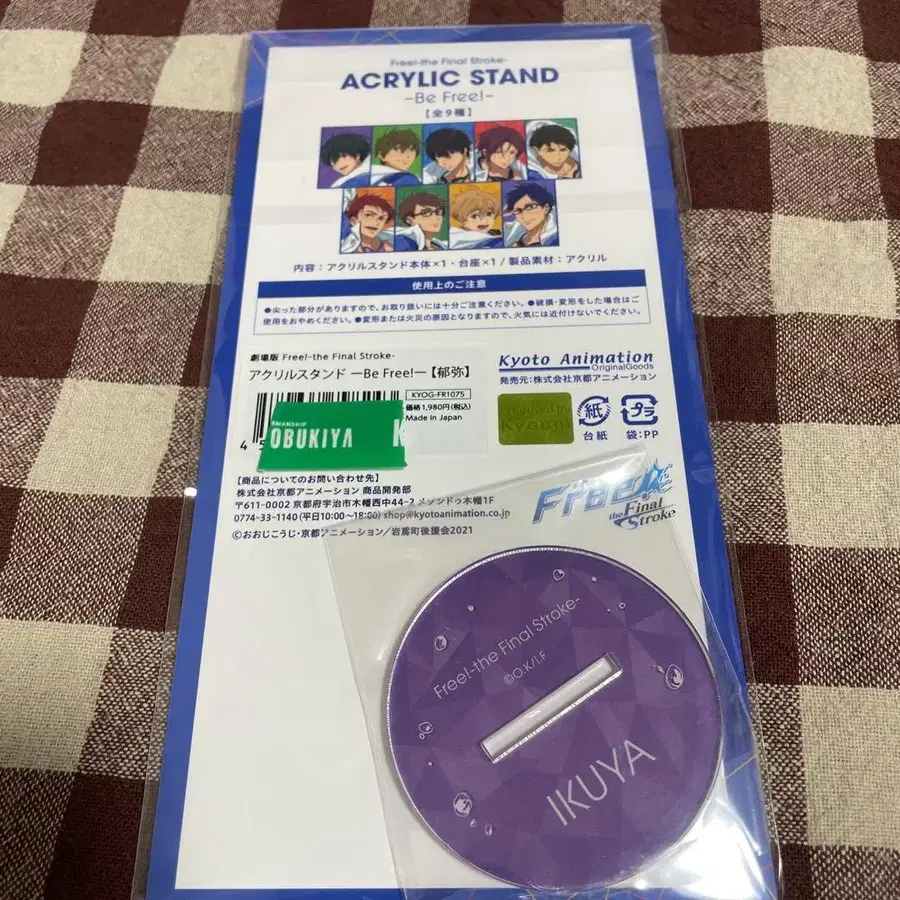 Free!-the Final Stroke-
ACRYLIC STAND
-Be Free!-
【全9種】
内容：アクリルスタンド本体×1・台座×1/製品素材：アクリル
使用上のご注意
●尖った部分がありますので、お取り扱いには十分ご注意ください。●破損・変形をした場合はご
使用をおやめください。●変形または火災の原因となりますので、火気には近付けないでください。
劇場版 Free!-the Final Stroke-
アクリルスタンド ーBe Free!ー【郁弥】
KYOG-FR1075
価格1,980円(税込)
Made in Japan
4
SMANSHIP
OBUKIYA K
Kyoto Animation
OriginalGoods
発売元：株式会社京都アニメーション
Produced by
Kyoani
紙
台紙
プラ
袋：PP
【商品についてのお問い合わせ先】
株式会社京都アニメーション 商品開発部
〒611-0002 京都府宇治市木幡西中44-2 メゾンドゥ木幡1F
0774-33-1140(平日10:00〜18:00) shop@kyotoanimation.co.jp
©おおじこうじ・京都アニメーション／岩鳶町後援会2021
Free!
the Final
Stroke
Free!-the Final Stroke-
©O.K/I.F
IKUYA